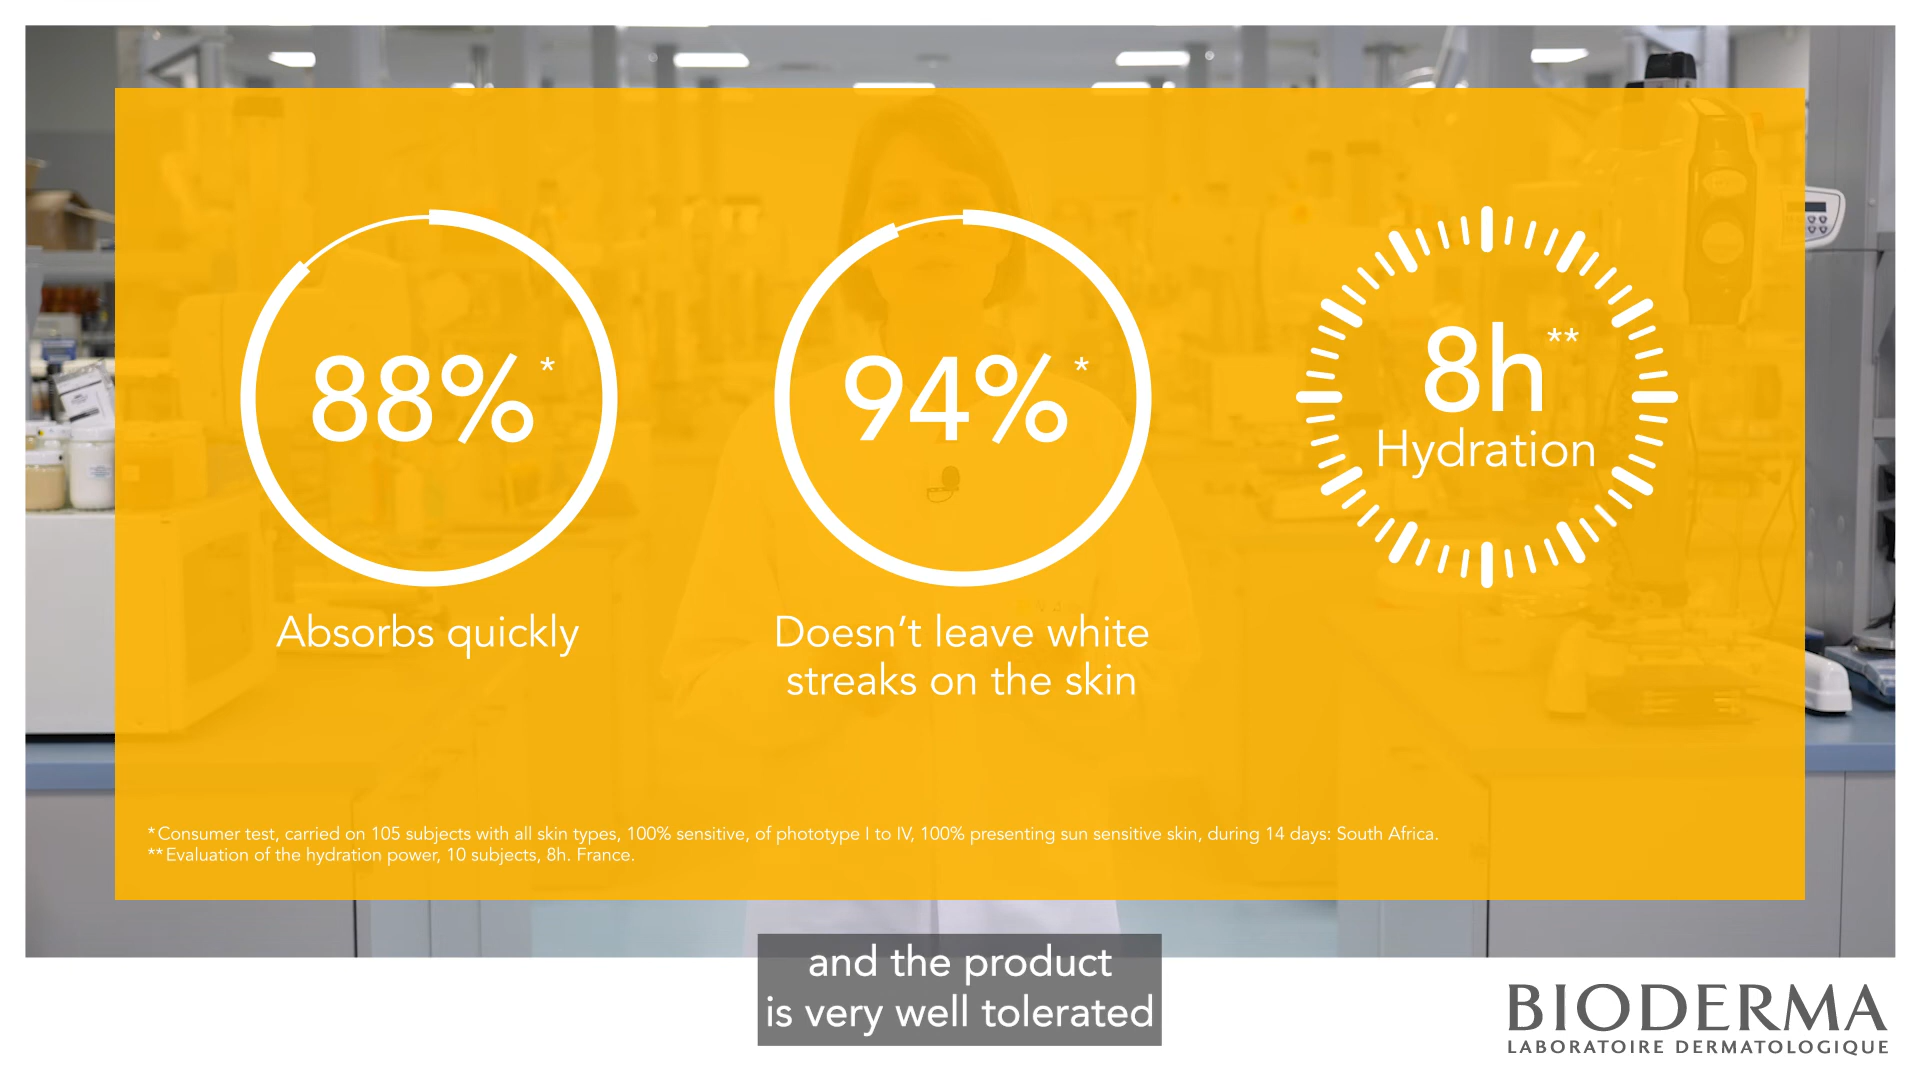 88%*
Absorbs quickly
94%*
Doesn't leave white
streaks on the skin
8h**
Hydration
*Consumer test, carried on 105 subjects with all skin types, 100% sensitive, of phototype I to IV, 100% presenting sun sensitive skin, during 14 days: South Africa.
**Evaluation of the hydration power, 10 subjects, 8h. France.
and the product
is very well tolerated
BIODERMA
LABORATOIRE DERMATOLOGIQUE